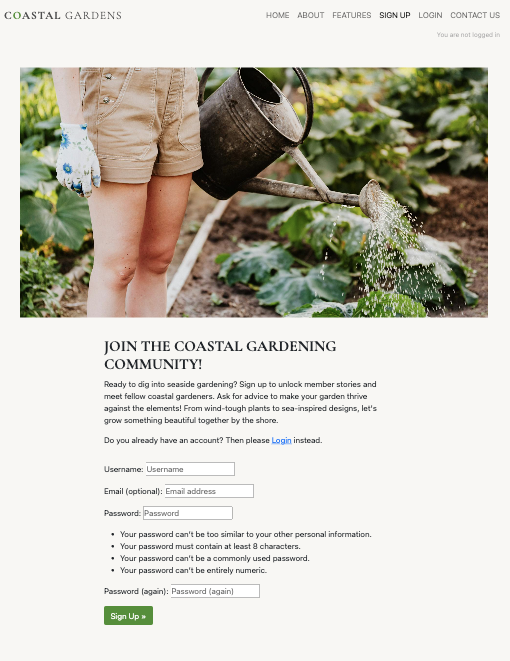 COASTAL GARDENS
HOME ABOUT FEATURES SIGN UP LOGIN CONTACT US
You are not logged in
JOIN THE COASTAL GARDENING
COMMUNITY!
Ready to dig into seaside gardening? Sign up to unlock member stories and
meet fellow coastal gardeners. Ask for advice to make your garden thrive
against the elements! From wind-tough plants to sea-inspired designs, let's
grow something beautiful together by the shore.
Do you already have an account? Then please Login instead.
Username: Username
Email (optional): Email address
Password: Password
• Your password can't be too similar to your other personal information.
• Your password must contain at least 8 characters.
• Your password can't be a commonly used password.
• Your password can't be entirely numeric.
Password (again): Password (again)
Sign Up »